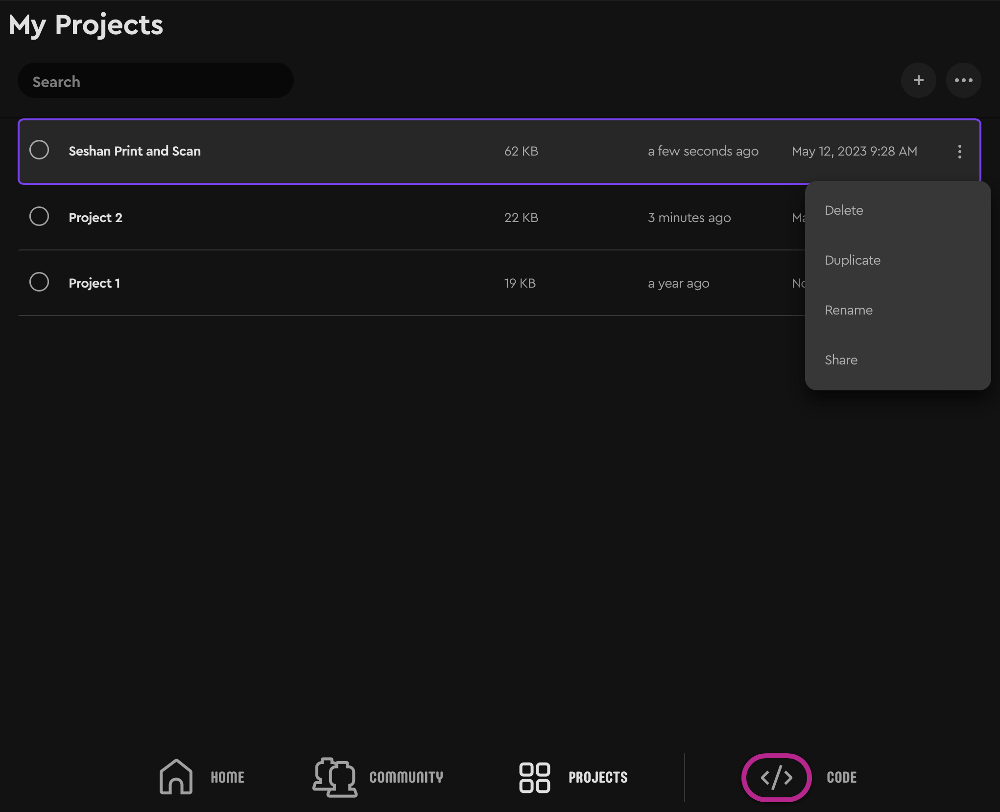 My Projects
Search
Seshan Print and Scan 62 KB a few seconds ago May 12, 2023 9:28 AM
Project 2 22 KB 3 minutes ago Ma
Project 1 19 KB a year ago No
Delete
Duplicate
Rename
Share
HOME COMMUNITY PROJECTS CODE